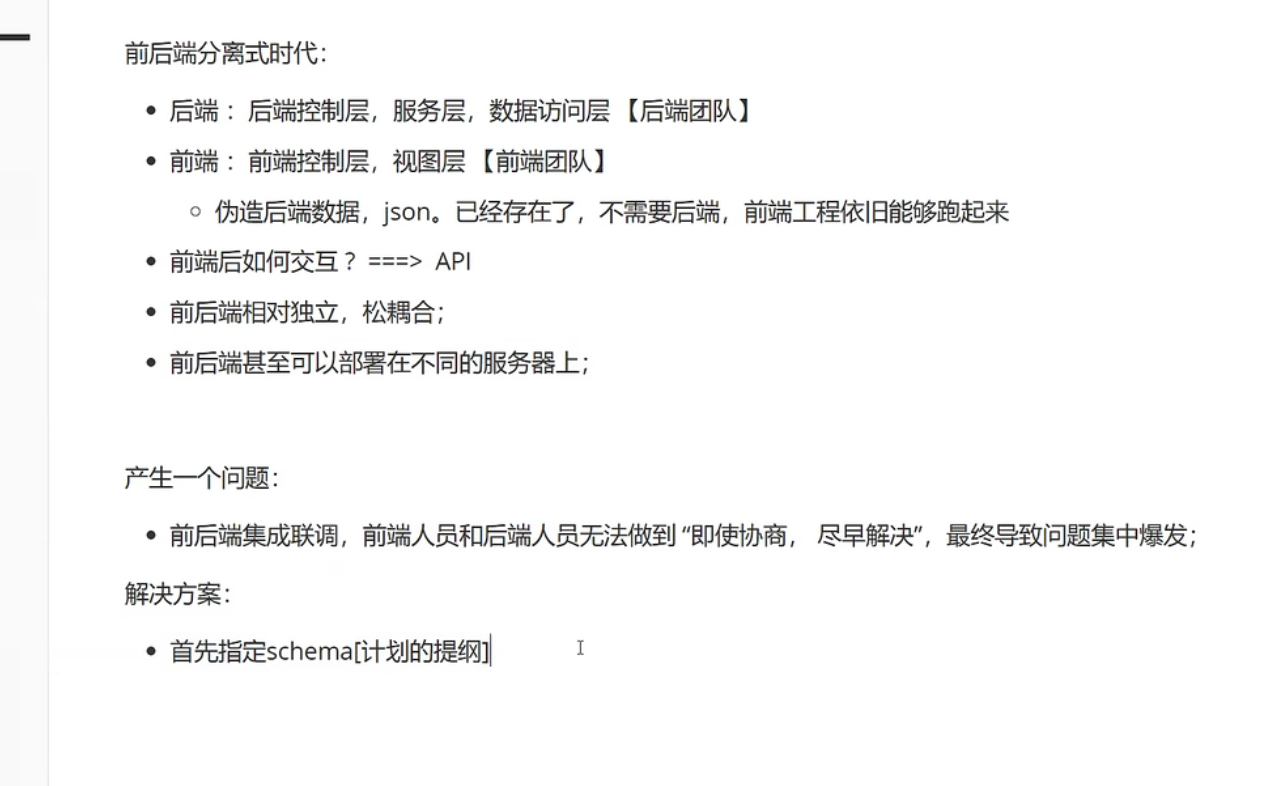 前后端分离式时代：
后端 ： 后端控制层，服务层，数据访问层 【后端团队】
前端 ： 前端控制层，视图层 【前端团队】
伪造后端数据，json。已经存在了，不需要后端，前端工程依旧能够跑起来
前端后如何交互 ？ ===> API
前后端相对独立，松耦合；
前后端甚至可以部署在不同的服务器上；
产生一个问题：
前后端集成联调，前端人员和后端人员无法做到 “即使协商， 尽早解决”，最终导致问题集中爆发；
解决方案：
首先指定schema[计划的提纲]